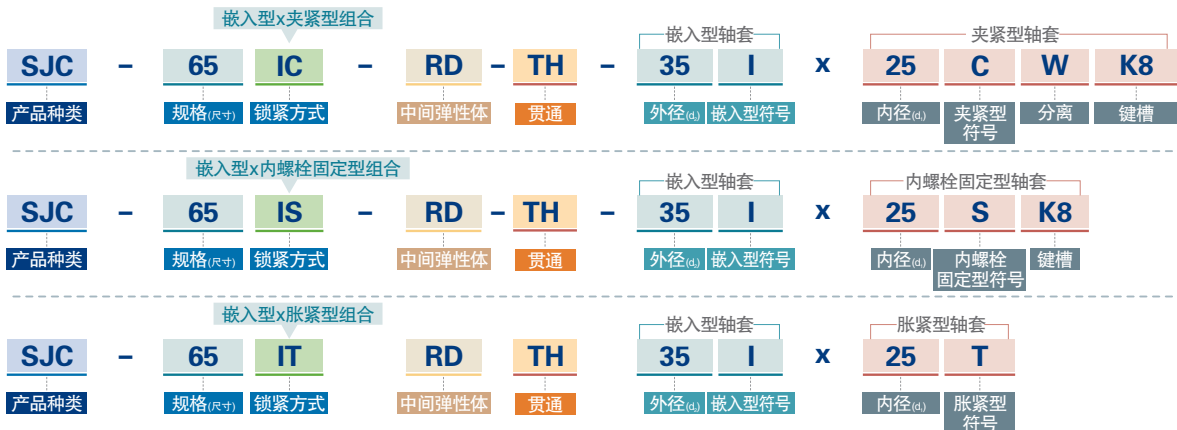 嵌入型x夹紧型组合
嵌入型轴套 夹紧型轴套
SJC – 65 IC – RD – TH – 35 I x 25 C W K8
产品种类 规格(尺寸) 锁紧方式 中间弹性体 贯通 外径(d,) 嵌入型符号 内径(d,) 夹紧型 分离 键槽
符号
嵌入型x内螺栓固定型组合
嵌入型轴套 内螺栓固定型轴套
SJC – 65 IS – RD – TH – 35 I x 25 S K8
产品种类 规格(尺寸) 锁紧方式 中间弹性体 贯通 外径(d,) 嵌入型符号 内径(d,) 内螺栓 键槽
固定型符号
嵌入型x胀紧型组合
嵌入型轴套 胀紧型轴套
SJC – 65 IT RD TH 35 I x 25 T
产品种类 规格(尺寸) 锁紧方式 中间弹性体 贯通 外径(d,) 嵌入型符号 内径(d,) 胀紧型
符号